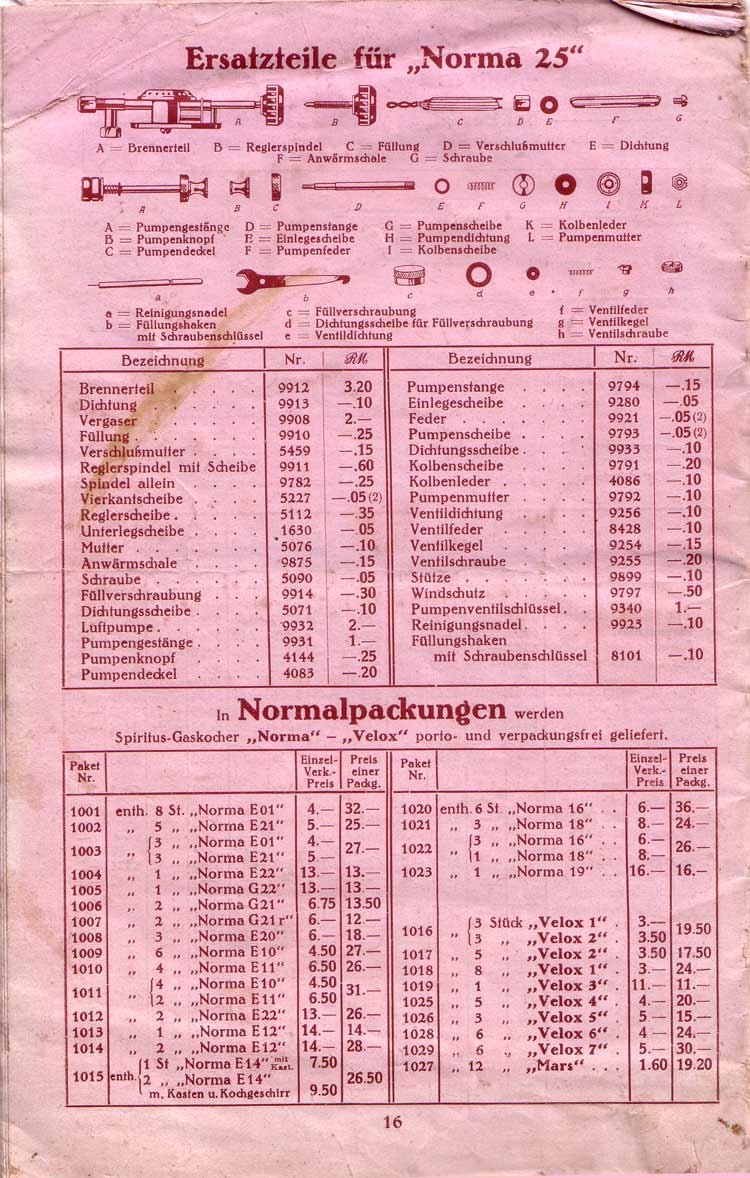 Ersatzteile für „Norma 25“
A B C D E F G
A = Brennerteil B = Reglerspindel C = Füllung D = Verschlußmutter E = Dichtung
F = Anwärmschale G = Schraube
A B C D E F G H I K L
A = Pumpengestänge D = Pumpenstange G = Pumpenscheibe K = Kolbenleder
B = Pumpenknopf E = Einlegescheibe H = Pumpendichtung L = Pumpenmutter
C = Pumpendeckel F = Pumpenfeder I = Kolbenscheibe
a b c d e f g h
a = Reinigungsnadel c = Füllverschraubung f = Ventilfeder
b = Füllungshaken d = Dichtungsscheibe für Füllverschraubung g = Ventilkegel
mit Schraubenschlüssel e = Ventildichtung h = Ventilschraube
Bezeichnung Nr. RM Bezeichnung Nr. RM
Brennerteil 9912 3.20 Pumpenstange . . . . 9794 —.15
Dichtung . . . . . 9913 —.10 Einlegescheibe . . . . 9280 —.05
Vergaser . . . . . 9908 2.— Feder . . . . . . 9921 —.05 (2)
Füllung . . . . . 9910 —.25 Pumpenscheibe . . . . 9793 —.05 (2)
Verschlußmutter . . . 5459 —.15 Dichtungsscheibe . . . . 9933 —.10
Reglerspindel mit Scheibe 9911 —.60 Kolbenscheibe . . . . 9791 —.20
Spindel allein . . . 9782 —.25 Kolbenleder . . . . 4086 —.10
Vierkantscheibe . . . 5227 —.05 (2) Pumpenmutter . . . . 9792 —.10
Reglerscheibe . . . . 5112 —.35 Ventildichtung . . . . 9256 —.10
Unterlegscheibe . . . 1630 —05 Ventilfeder . . . . 8428 —.10
Mutter . . . . . 5076 —.10 Ventilkegel . . . . 9254 —.15
Anwärmschale . . . 9875 —.15 Ventilschraube . . . . 9255 —.20
Schraube . . . . . 5090 —.05 Stütze . . . . . . 9899 —.10
Füllverschraubung . . 9914 —.30 Windschutz . . . . . 9797 —.50
Dichtungsscheibe . . . 5071 —.10 Pumpenventilschlüssel . . 9340 1.—
Luftpumpe . . . . . 9932 2.— Reinigungsnadel . . . . 9923 —.10
Pumpengestänge . . . 9931 1.— Füllungshaken
Pumpenknopf . . . 4144 —.25 mit Schraubenschlüssel 8101 —.10
Pumpendeckel . . . 4083 —.20
In Normalpackungen werden
Spiritus-Gaskocher „Norma“ – „Velox“ porto- und verpackungsfrei geliefert.
Paket Nr. Einzel-Verk.-Preis Preis einer Packg. Paket Nr. Einzel-Verk.-Preis Preis einer Packg.
1001 enth. 8 St. „Norma E 01“ 4.— 32.— 1020 enth. 6 St. „Norma 16“ . . 6.— 36.—
1002 „ 5 „ „Norma E 21“ 5.— 25.— 1021 „ 3 „ „Norma 18“ . . 8.— 24.—
1003 „ {3 „ „Norma E 01“ 4.— 27.— 1022 „ {3 „ „Norma 16“ . . 6.— 26.—
{3 „ „Norma E 21“ 5.— {1 „ „Norma 18“ . . 8.—
1004 „ 1 „ „Norma E 22“ 13.— 13.— 1023 „ 1 „ „Norma 19“ . . 16.— 16.—
1005 „ 1 „ „Norma G 22“ 13.— 13.—
1006 „ 2 „ „Norma G 21“ 6.75 13.50
1007 „ 2 „ „Norma G 21 r“ 6.— 12.— 1016 „ {3 Stück „Velox 1“ . 3.— 19.50
1008 „ 3 „ „Norma E 20“ 6.— 18.— {3 „ „Velox 2“ . 3.50
1009 „ 6 „ „Norma E 10“ 4.50 27.— 1017 „ 5 „ „Velox 2“ . 3.50 17.50
1010 „ 4 „ „Norma E 11“ 6.50 26.— 1018 „ 8 „ „Velox 1“ . 3.— 24.—
1011 „ {4 „ „Norma E 10“ 4.50 31.— 1019 „ 1 „ „Velox 3“ . 11.— 11.—
{2 „ „Norma E 11“ 6.50 1025 „ 5 „ „Velox 4“ . 4.— 20.—
1012 „ 2 „ „Norma E 22“ 13.— 26.— 1026 „ 3 „ „Velox 5“ . 5.— 15.—
1013 „ 1 „ „Norma E 12“ 14.— 14.— 1028 „ 6 „ „Velox 6“ . 4 — 24.—
1014 „ 2 „ „Norma E 12“ 14.— 28.— 1029 „ 6 „ „Velox 7“ . 5.— 30.—
1015 enth. {1 St „Norma E 14“ mit Kast. 7.50 26.50 1027 „ 12 „ „Mars“ . . . 1.60 19.20
{2 „ „Norma E 14“
m. Kasten u. Kochgeschirr 9.50
16